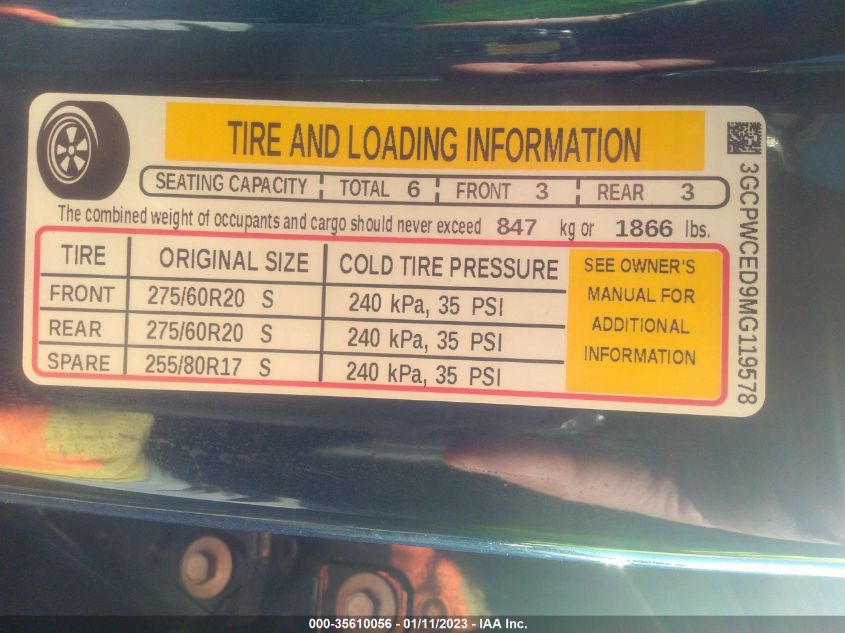 TIRE AND LOADING INFORMATION
SEATING CAPACITY TOTAL 6 FRONT 3 REAR 3
The combined weight of occupants and cargo should never exceed 847 kg or 1866 lbs.
TIRE ORIGINAL SIZE COLD TIRE PRESSURE
FRONT 275/60R20 S 240 kPa, 35 PSI
REAR 275/60R20 S 240 kPa, 35 PSI
SPARE 255/80R17 S 240 kPa, 35 PSI
SEE OWNER'S
MANUAL FOR
ADDITIONAL
INFORMATION
3GCPWCED9MG119578
000-35610056 - 01/11/2023 - IAA Inc.